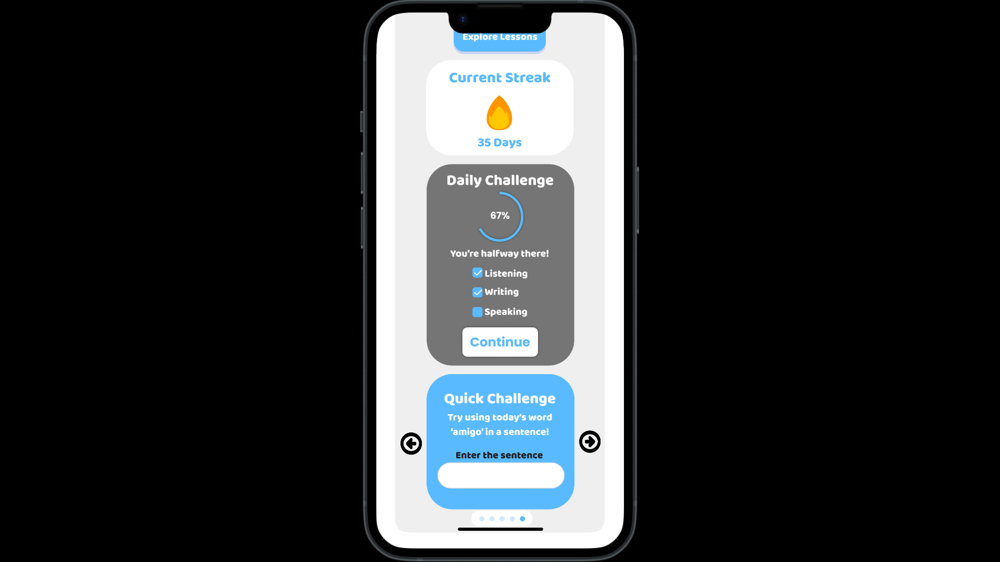 Explore Lessons
Current Streak
35 Days
Daily Challenge
67%
You're halfway there!
Listening
Writing
Speaking
Continue
Quick Challenge
Try using today's word
'amigo' in a sentence!
Enter the sentence